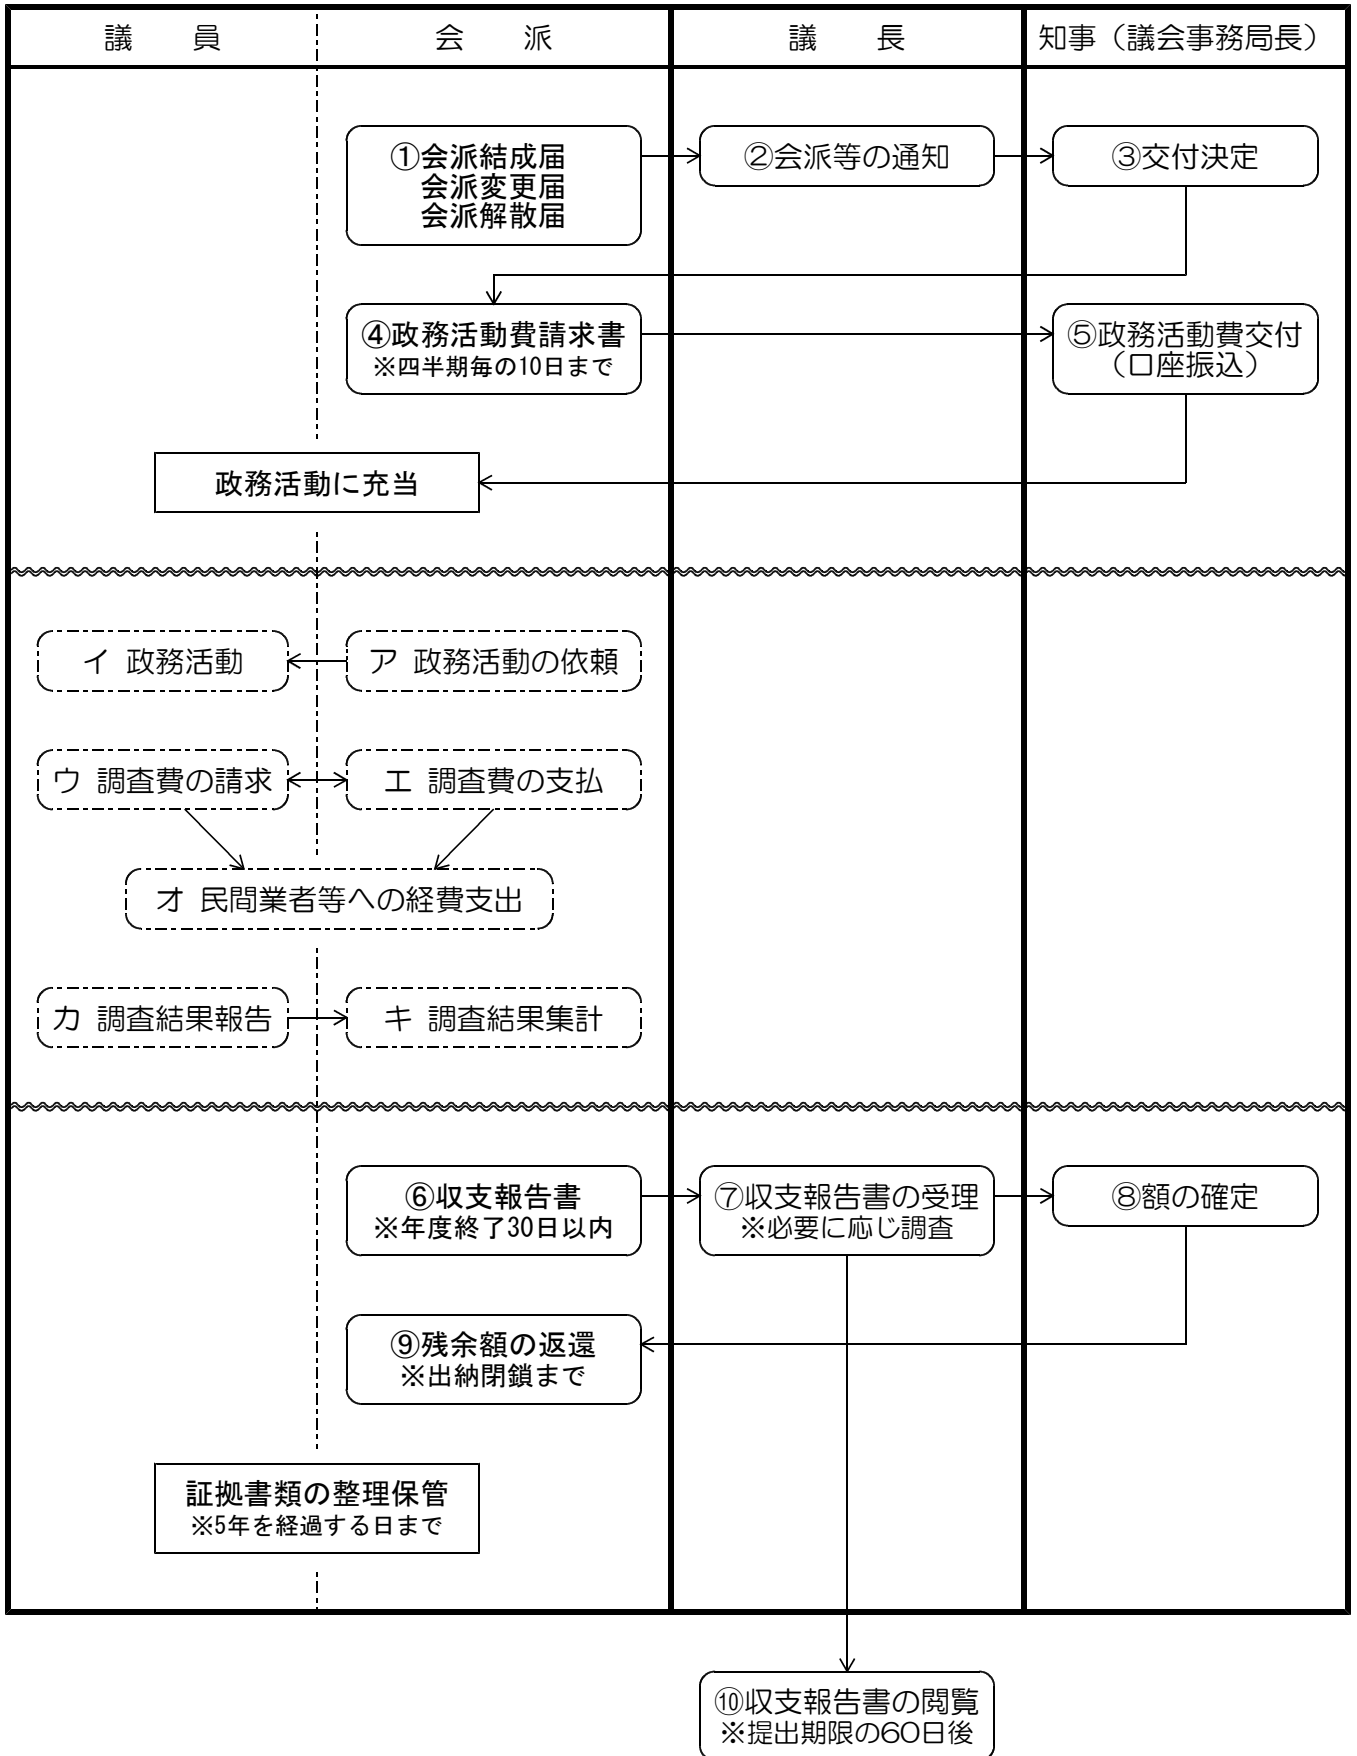 議　員
会　派
議　長
知事（議会事務局長）
①会派結成届
会派変更届
会派解散届
②会派等の通知
③交付決定
④政務活動費請求書
※四半期毎の10日まで
⑤政務活動費交付
（口座振込）
政務活動に充当
イ 政務活動
ア 政務活動の依頼
ウ 調査費の請求
エ 調査費の支払
オ 民間業者等への経費支出
カ 調査結果報告
キ 調査結果集計
⑥収支報告書
※年度終了30日以内
⑦収支報告書の受理
※必要に応じ調査
⑧額の確定
⑨残余額の返還
※出納閉鎖まで
証拠書類の整理保管
※5年を経過する日まで
⑩収支報告書の閲覧
※提出期限の60日後